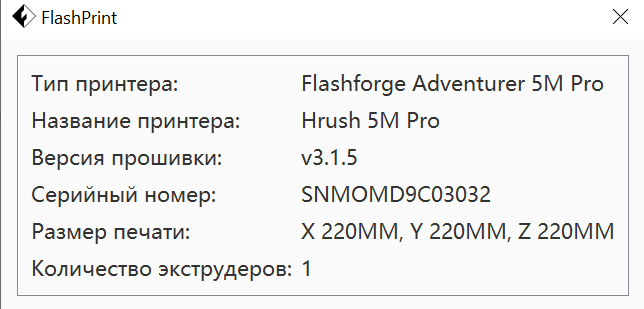 FlashPrint
Тип принтера: Flashforge Adventurer 5M Pro
Название принтера: Hrush 5M Pro
Версия прошивки: v3.1.5
Серийный номер: SNMOMD9C03032
Размер печати: X 220MM, Y 220MM, Z 220MM
Количество экструдеров: 1